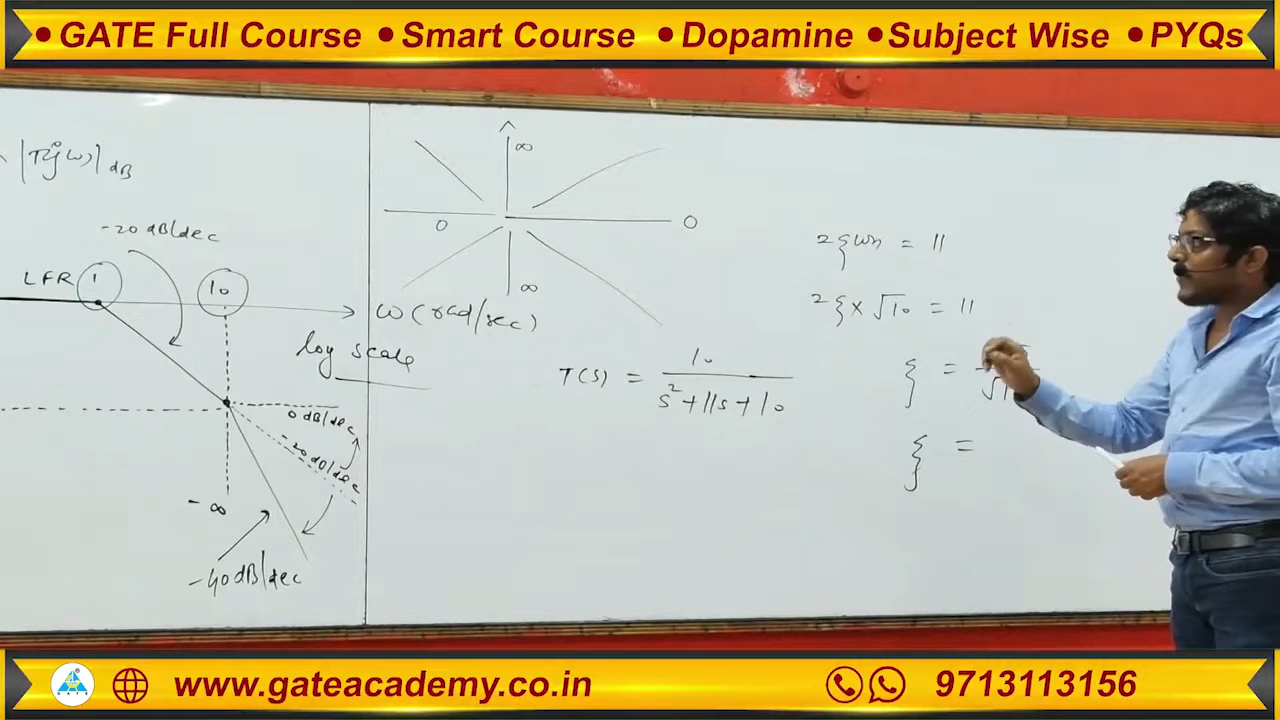 • GATE Full Course • Smart Course • Dopamine • Subject Wise • PYQs
|T(jω)|dB
-20 dB/dec
LFR 1 10
ω (rad/sec)
log scale
0 dB/dec
-20 dB/dec
-∞
-40 dB/dec
∞
0 0
∞
T(s) = 10 / s² + 11s + 10
2ξωn = 11
2ξ × √10 = 11
ξ =
ξ =
www.gateacademy.co.in
9713113156